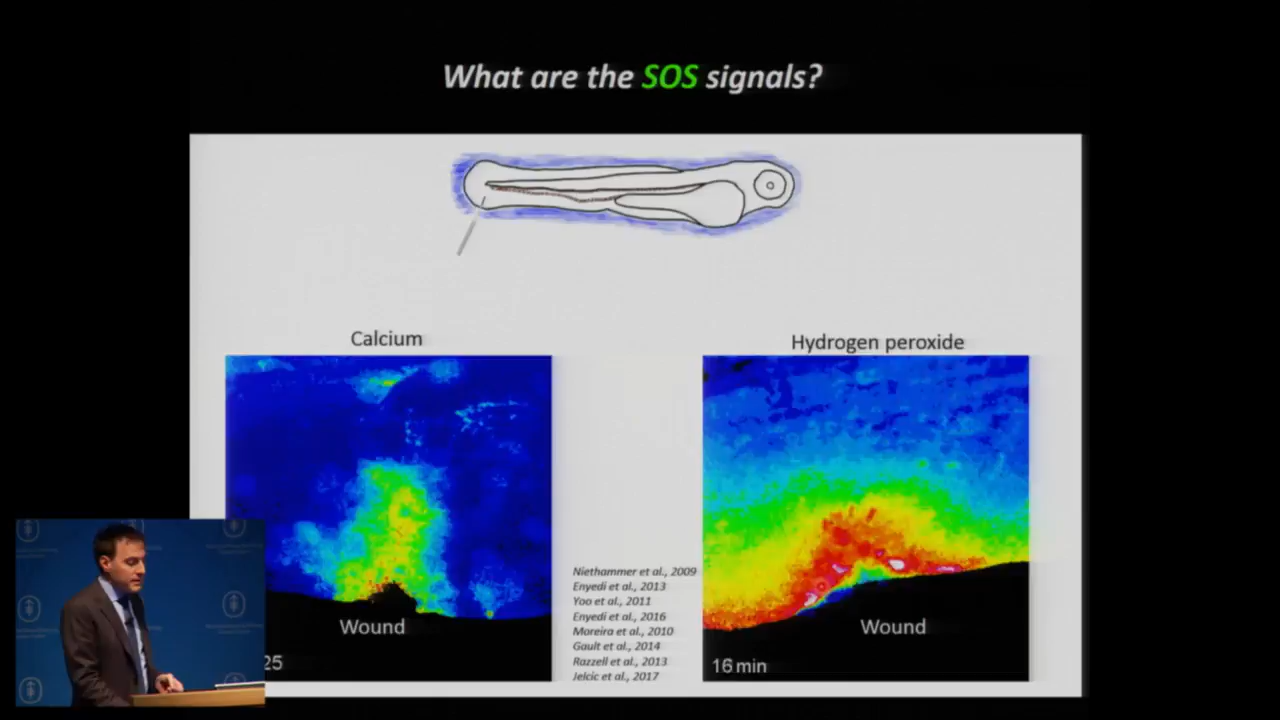 What are the SOS signals?
Calcium
Hydrogen peroxide
Niethammer et al., 2009
Enyedi et al., 2013
Yoo et al., 2011
Enyedi et al., 2016
Moreira et al., 2010
Gault et al., 2014
Razzell et al., 2013
Jelcic et al., 2017
Wound
25
Wound
16 min